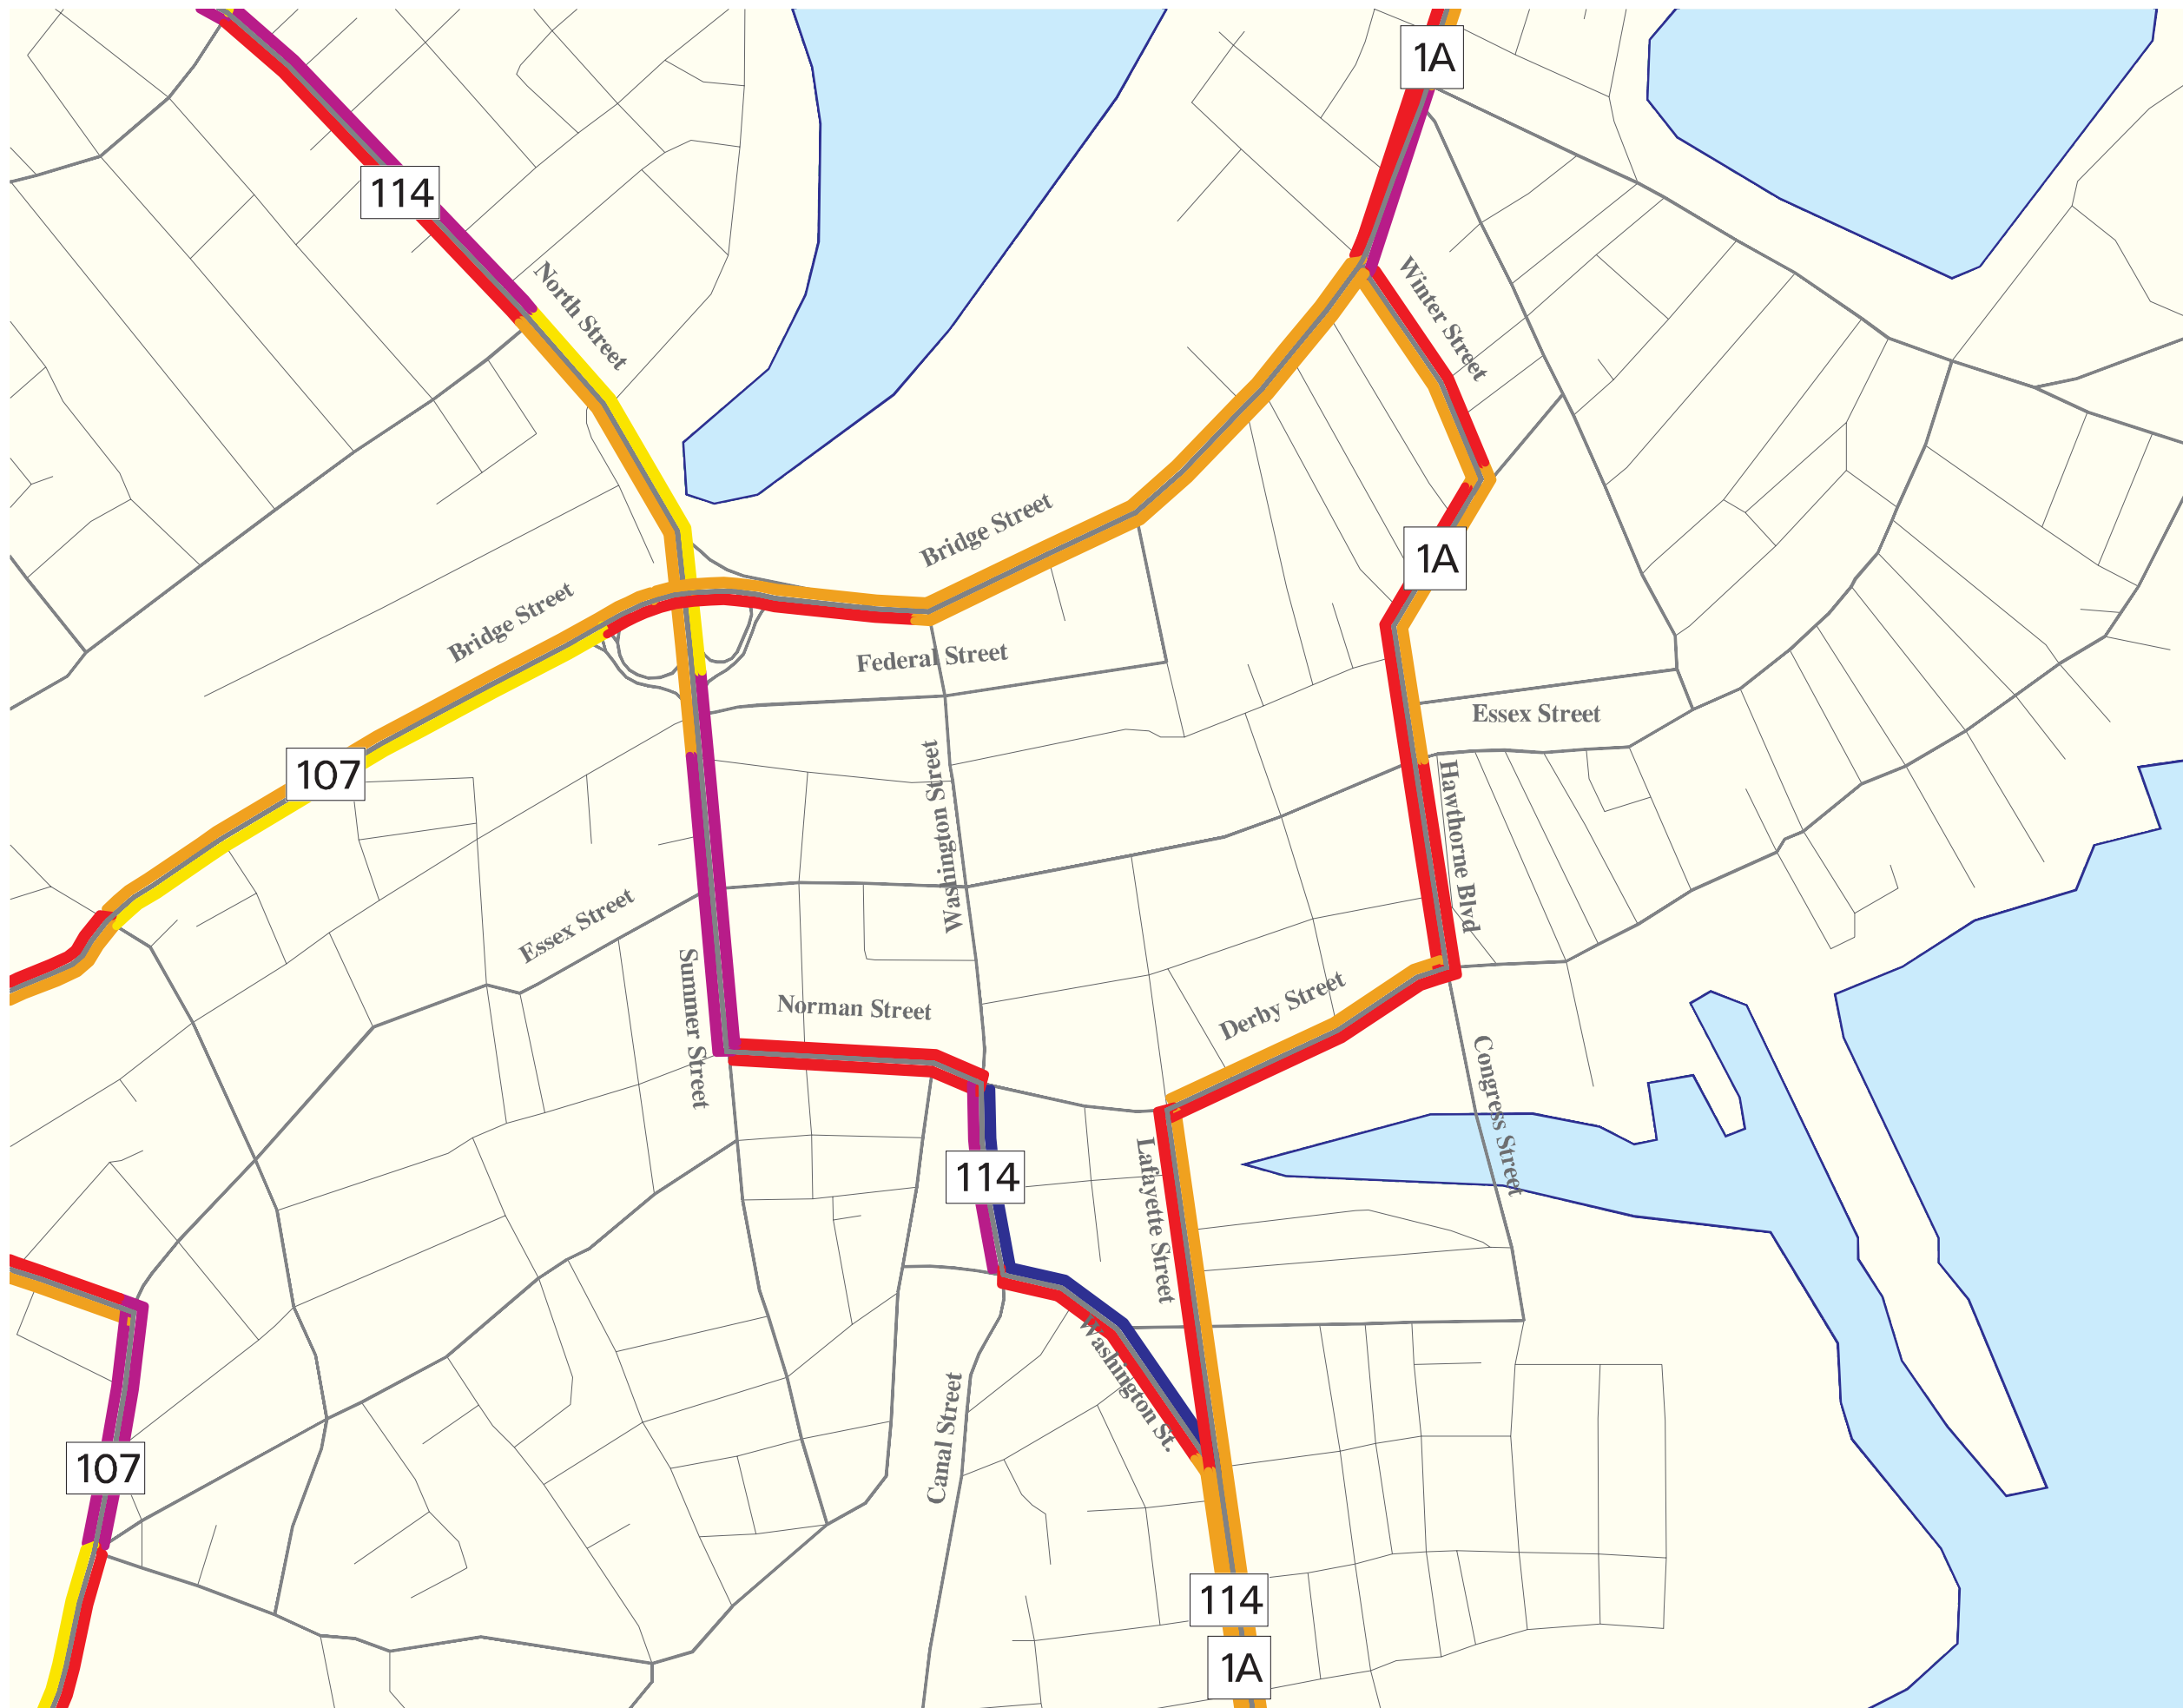 1A
114
North Street
Winter Street
Bridge Street
1A
Bridge Street
Federal Street
Essex Street
107
Washington Street
Hawthorne Blvd
Essex Street
Summer Street
Norman Street
Derby Street
Congress Street
114
Lafayette Street
Washington St.
Canal Street
107
114
1A